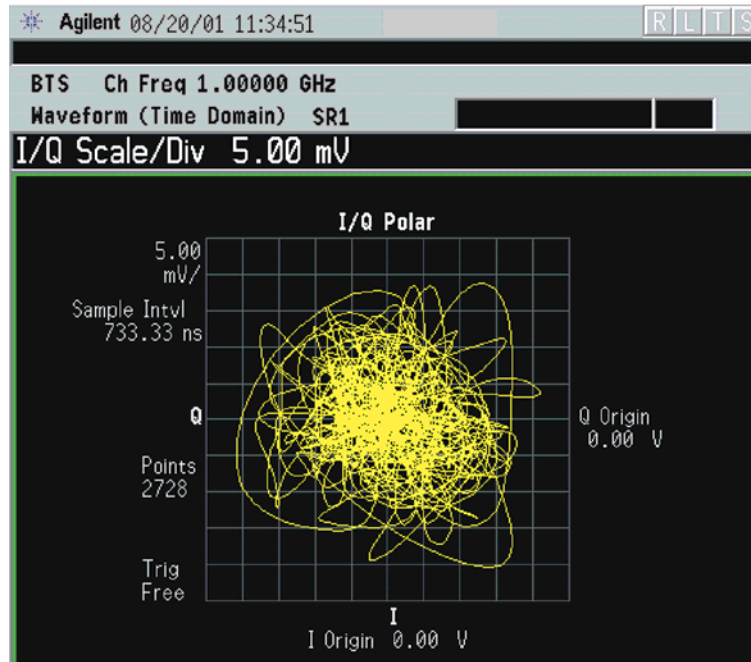 Agilent 08/20/01 11:34:51
R L T S
BTS Ch Freq 1.00000 GHz
Waveform (Time Domain) SR1
I/Q Scale/Div 5.00 mV
I/Q Polar
5.00
mV/
Sample Intvl
733.33 ns
Q
Q Origin
0.00 V
Points
2728
Trig
Free
I
I Origin 0.00 V